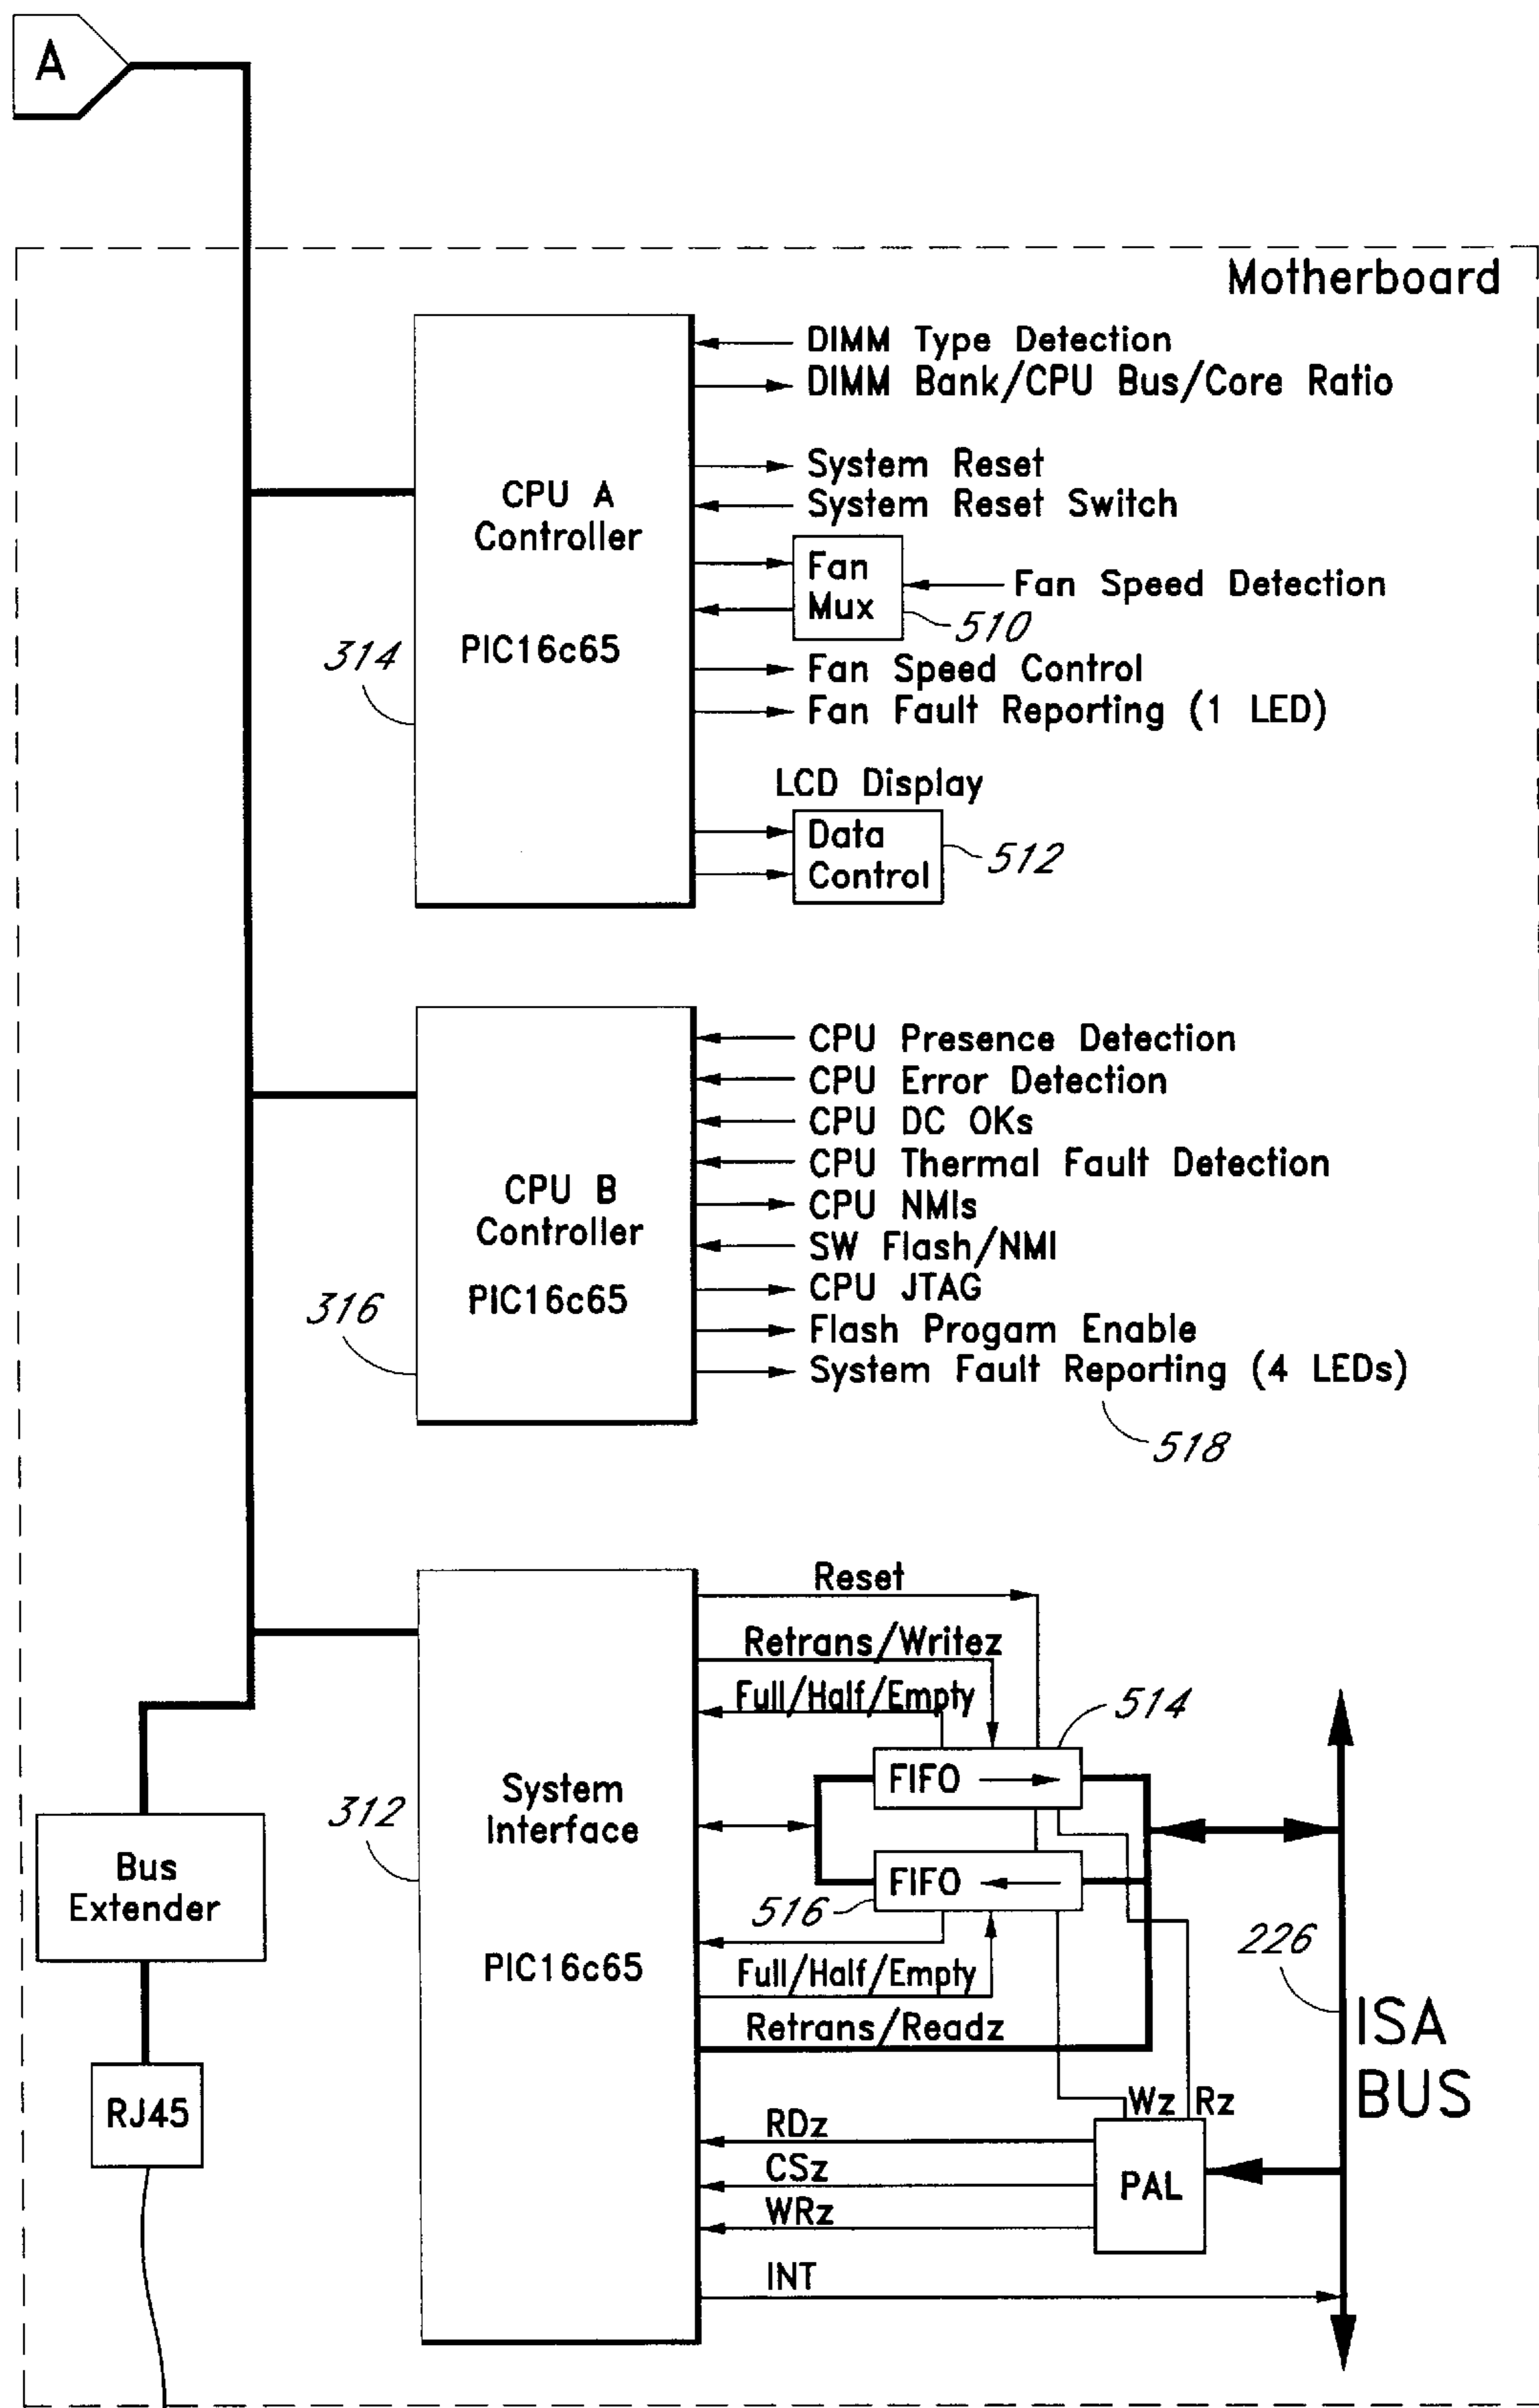 A
Motherboard
CPU A
Controller
PIC16c65
314
DIMM Type Detection
DIMM Bank/CPU Bus/Core Ratio
System Reset
System Reset Switch
Fan
Mux
510
Fan Speed Detection
Fan Speed Control
Fan Fault Reporting (1 LED)
LCD Display
Data
Control
512
CPU B
Controller
PIC16c65
316
CPU Presence Detection
CPU Error Detection
CPU DC OKs
CPU Thermal Fault Detection
CPU NMIs
SW Flash/NMI
CPU JTAG
Flash Progam Enable
System Fault Reporting (4 LEDs)
518
System
Interface
PIC16c65
312
Reset
Retrans/Writez
Full/Half/Empty
514
FIFO
FIFO
516
Full/Half/Empty
Retrans/Readz
226
ISA
BUS
Wz Rz
RDz
CSz
WRz
PAL
INT
Bus
Extender
RJ45